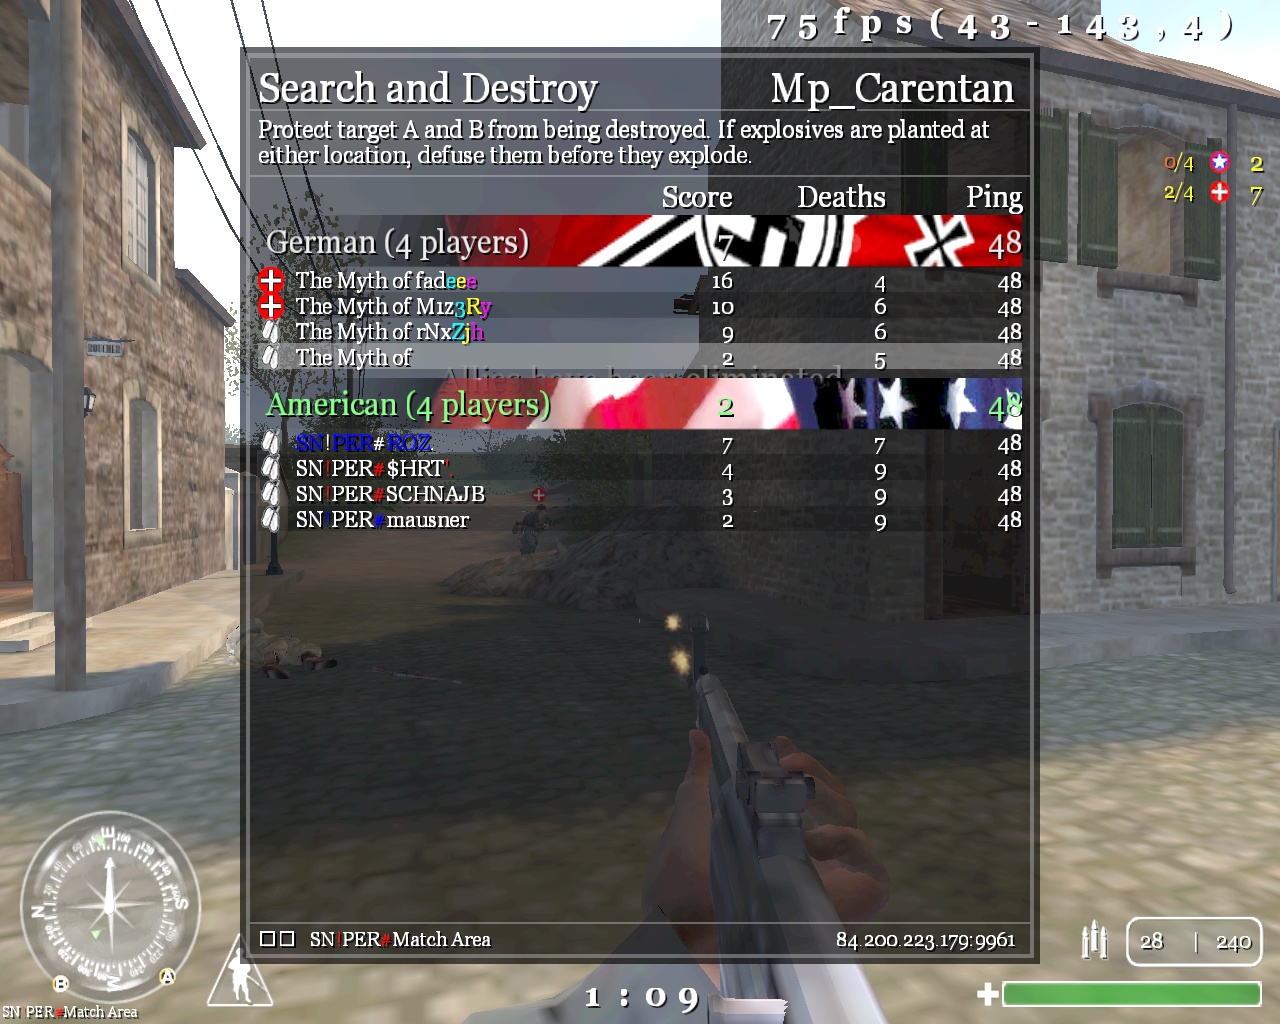 75fps(43-143,4)
Search and Destroy Mp_Carentan
Protect target A and B from being destroyed. If explosives are planted at
either location, defuse them before they explode.
0/4 2
2/4 7
Score Deaths Ping
German (4 players) 7 48
The Myth of fadeee 16 4 48
The Myth of M1z3Ry 10 6 48
The Myth of rNxZjh 9 6 48
The Myth of 2 5 48
Allies have been eliminated
American (4 players) 2 48
$N!PER#ROZ. 7 7 48
SN!PER#$HRT'. 4 9 48
SN!PER#SCHNAJB 3 9 48
SN!PER#mausner 2 9 48
BOUCHER
N
E
S
B
A
SN!PER#Match Area 84.200.223.179:9961
28 | 240
1:09
SN!PER#Match Area